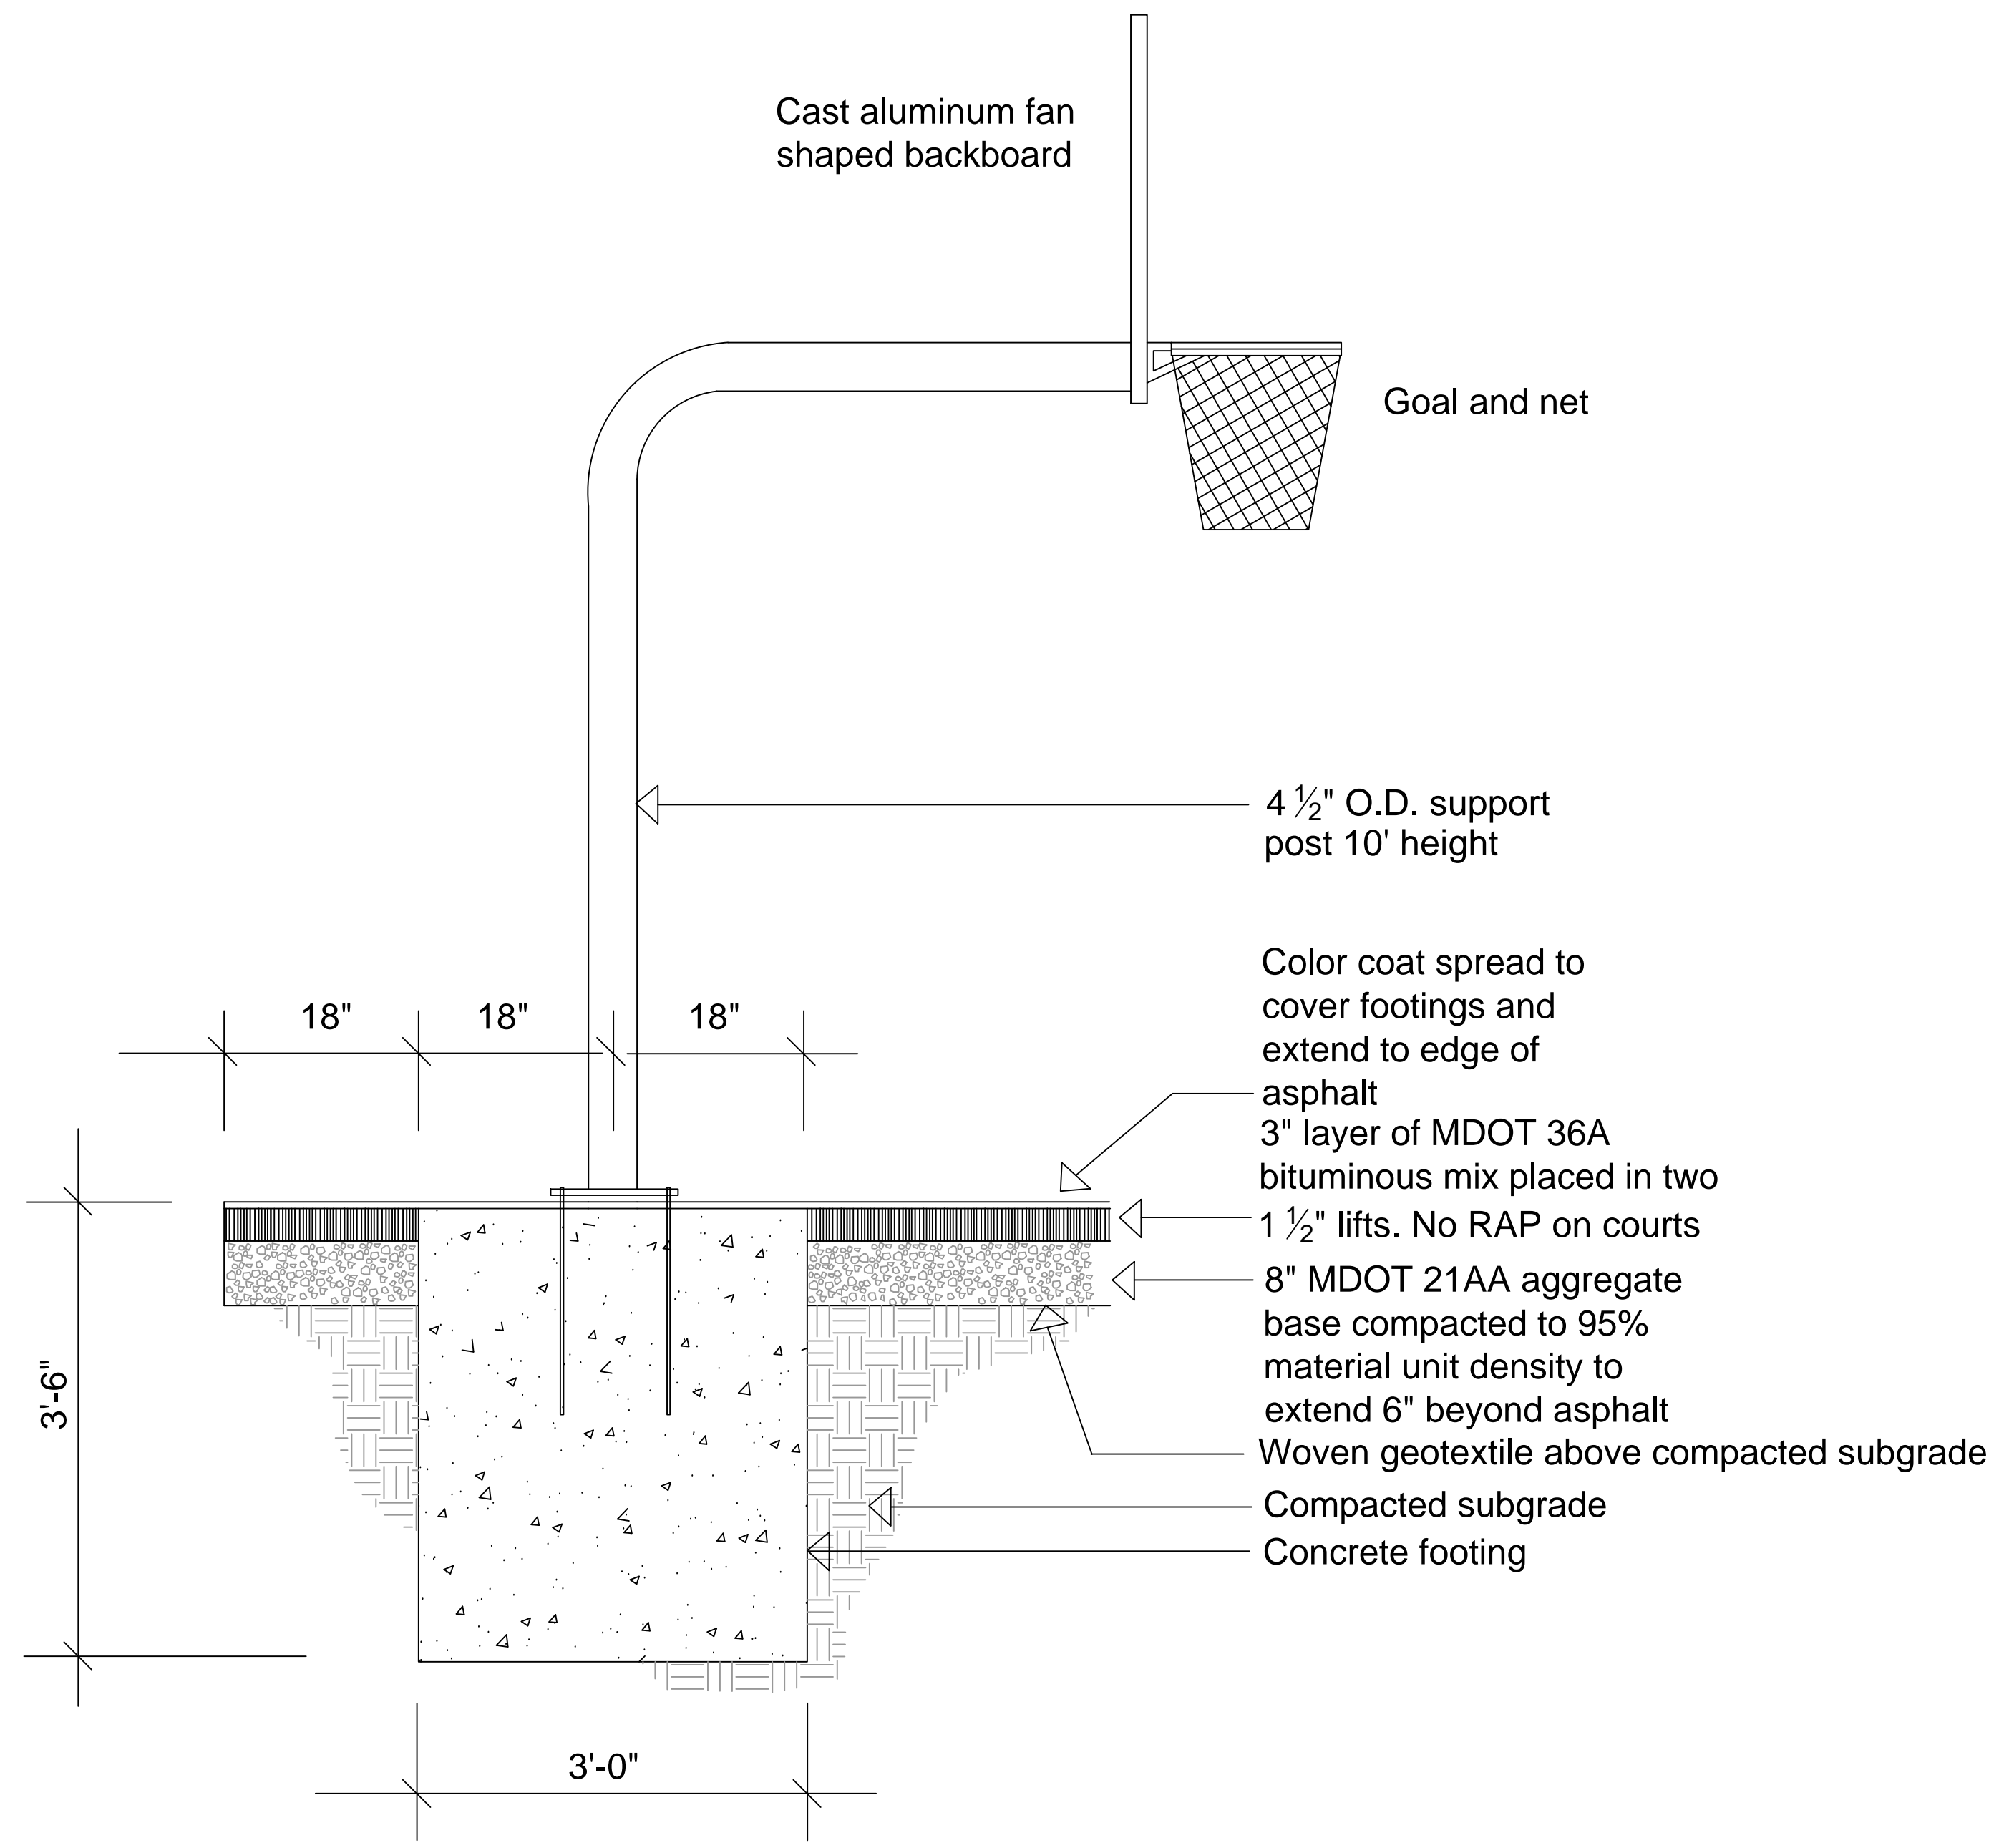 Cast aluminum fan
shaped backboard
Goal and net
4 ½" O.D. support
post 10' height
Color coat spread to
cover footings and
extend to edge of
asphalt
18"
18"
18"
3" layer of MDOT 36A
bituminous mix placed in two
1 ½" lifts. No RAP on courts
8" MDOT 21AA aggregate
base compacted to 95%
material unit density to
extend 6" beyond asphalt
Woven geotextile above compacted subgrade
Compacted subgrade
Concrete footing
3'-6"
3'-0"